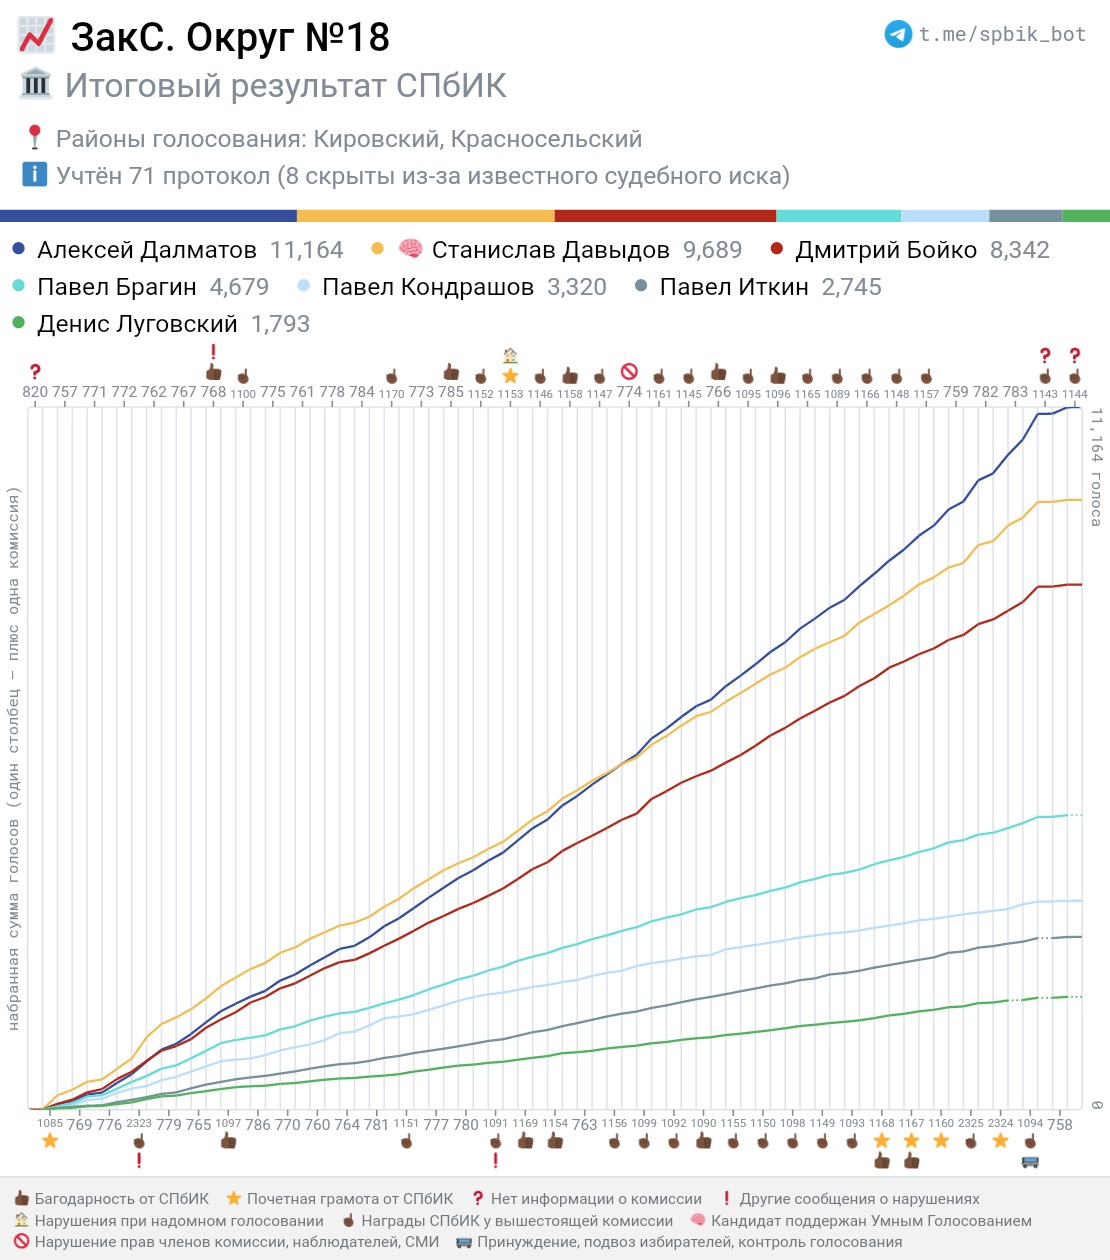 ЗакС. Округ №18
t.me/spbik_bot
Итоговый результат СПбИК
Районы голосования: Кировский, Красносельский
Учтён 71 протокол (8 скрыты из-за известного судебного иска)
Алексей Далматов 11,164 Станислав Давыдов 9,689 Дмитрий Бойко 8,342
Павел Брагин 4,679 Павел Кондрашов 3,320 Павел Иткин 2,745
Денис Луговский 1,793
820 757 771 772 762 767 768 1100 775 761 778 784 1170 773 785 1152 1153 1146 1158 1147 774 1161 1145 766 1095 1096 1165 1089 1166 1148 1157 759 782 783 1143 1144
11,164 голоса
набранная сумма голосов (один столбец — плюс одна комиссия)
0
1085 769 776 2323 779 765 1097 786 770 760 764 781 1151 777 780 1091 1169 1154 763 1156 1099 1092 1090 1155 1150 1098 1149 1093 1168 1167 1160 2325 2324 1094 758
Багодарность от СПбИК Почетная грамота от СПбИК Нет информации о комиссии Другие сообщения о нарушениях
Нарушения при надомном голосовании Награды СПбИК у вышестоящей комиссии Кандидат поддержан Умным Голосованием
Нарушение прав членов комиссии, наблюдателей, СМИ Принуждение, подвоз избирателей, контроль голосования